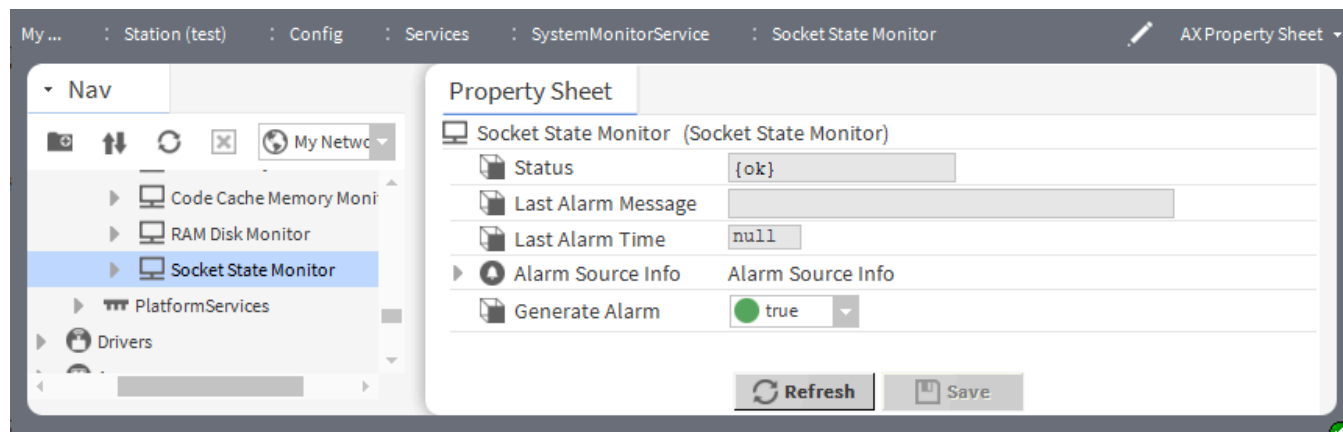 My ... : Station (test) : Config : Services : SystemMonitorService : Socket State Monitor AX Property Sheet
Nav
My Netwo
Code Cache Memory Moni
RAM Disk Monitor
Socket State Monitor
PlatformServices
Drivers
Property Sheet
Socket State Monitor (Socket State Monitor)
Status {ok}
Last Alarm Message
Last Alarm Time null
Alarm Source Info Alarm Source Info
Generate Alarm true
Refresh Save